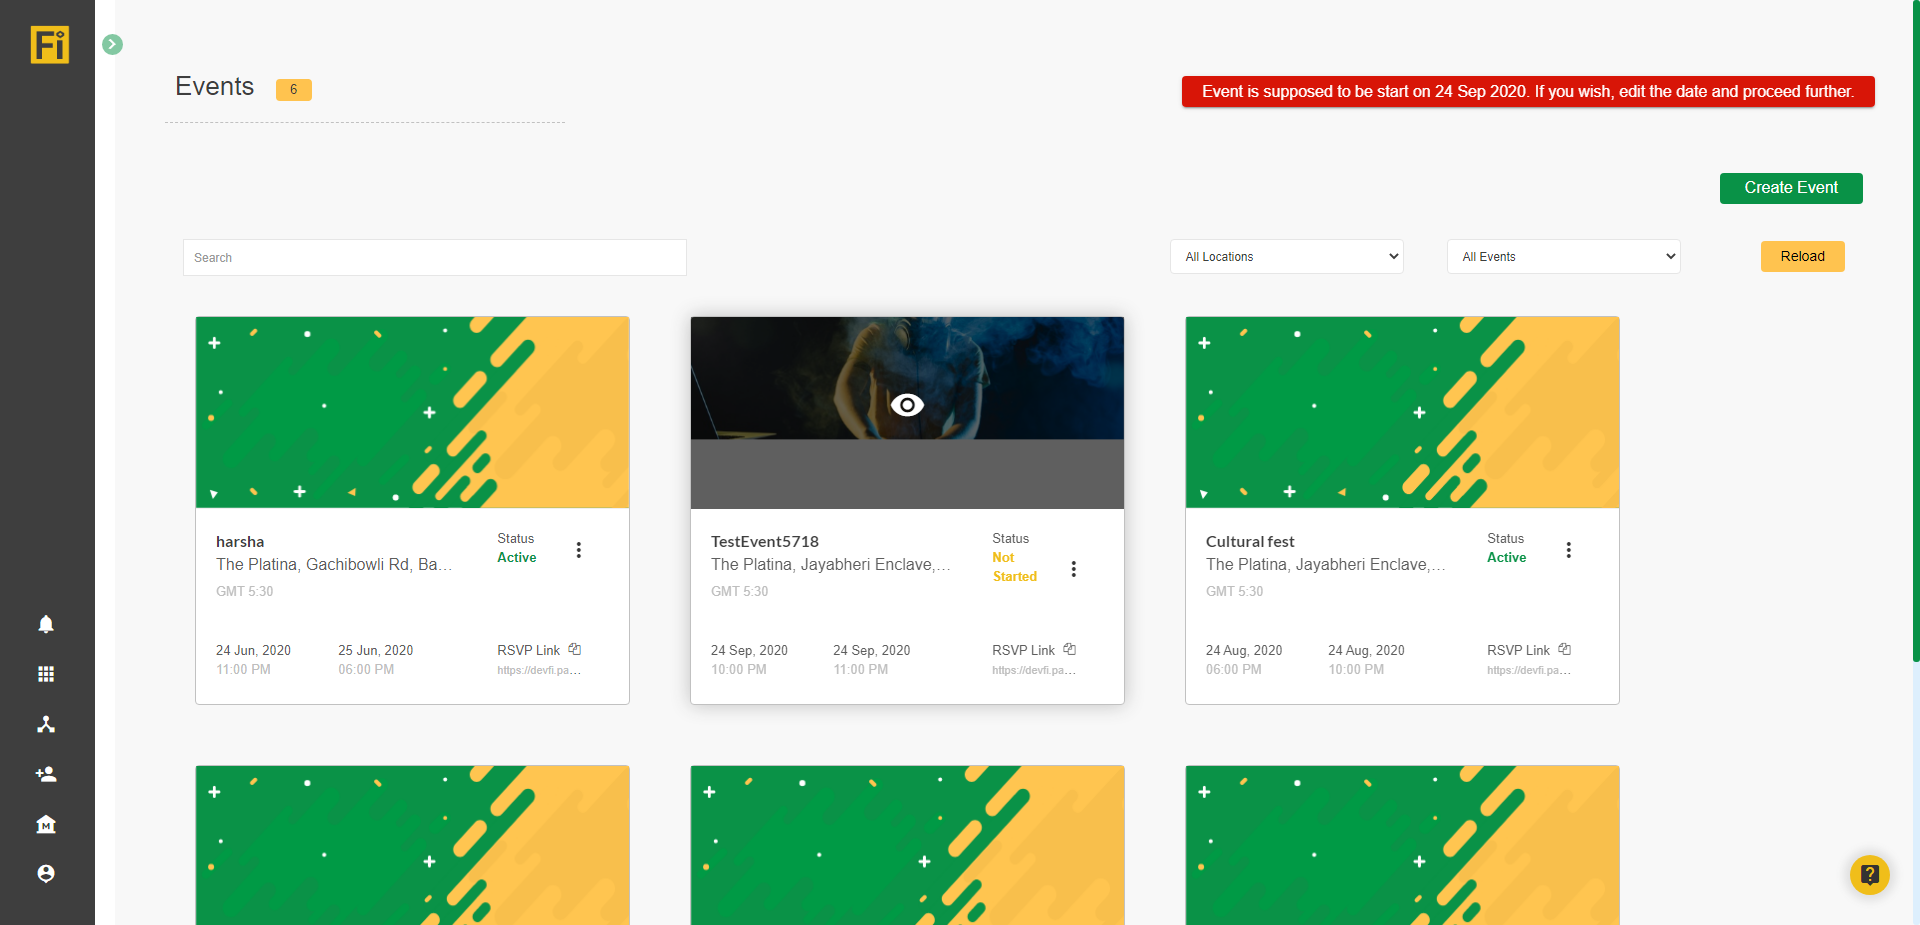 Fi
Events 6
Event is supposed to be start on 24 Sep 2020. If you wish, edit the date and proceed further.
Create Event
Search
All Locations
All Events
Reload
harsha
The Platina, Gachibowli Rd, Ba...
GMT 5:30
Status
Active
24 Jun, 2020
11:00 PM
25 Jun, 2020
06:00 PM
RSVP Link
https://devfi.pa...
TestEvent5718
The Platina, Jayabheri Enclave,...
GMT 5:30
Status
Not
Started
24 Sep, 2020
10:00 PM
24 Sep, 2020
11:00 PM
RSVP Link
https://devfi.pa...
Cultural fest
The Platina, Jayabheri Enclave,...
GMT 5:30
Status
Active
24 Aug, 2020
06:00 PM
24 Aug, 2020
10:00 PM
RSVP Link
https://devfi.pa...
M
?